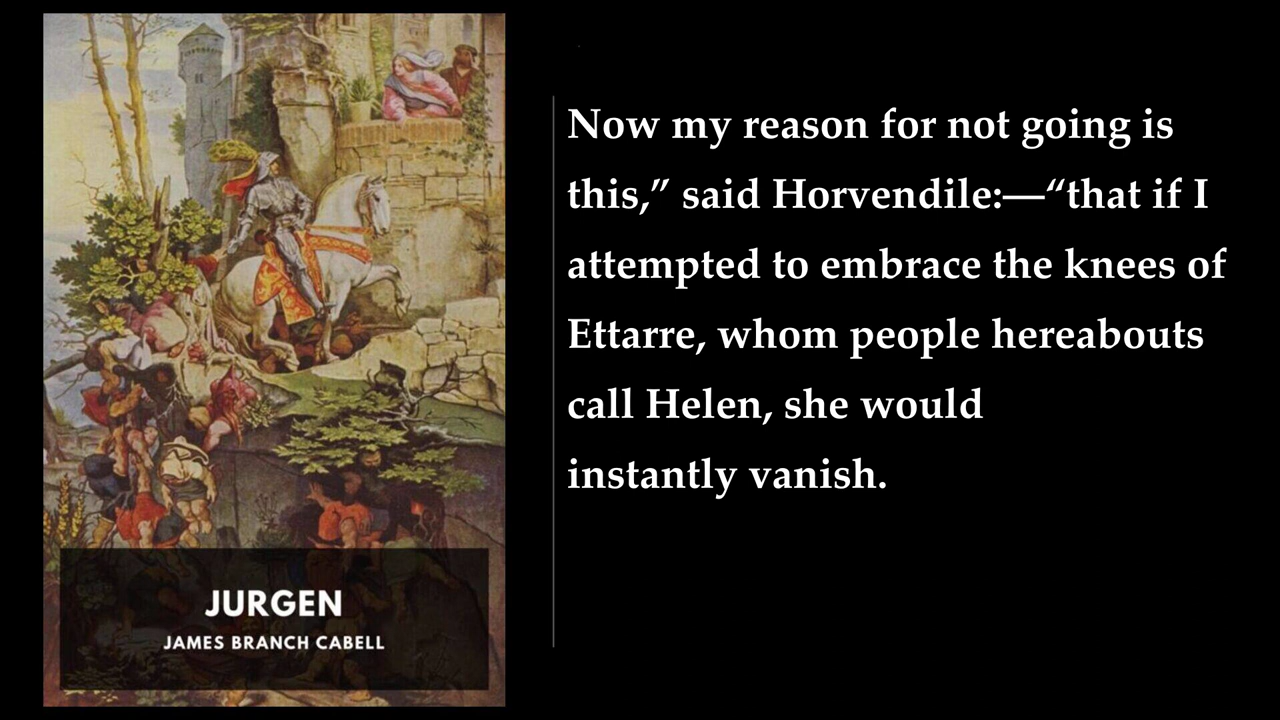 JURGEN
JAMES BRANCH CABELL
Now my reason for not going is
this,” said Horvendile:—“that if I
attempted to embrace the knees of
Ettarre, whom people hereabouts
call Helen, she would
instantly vanish.